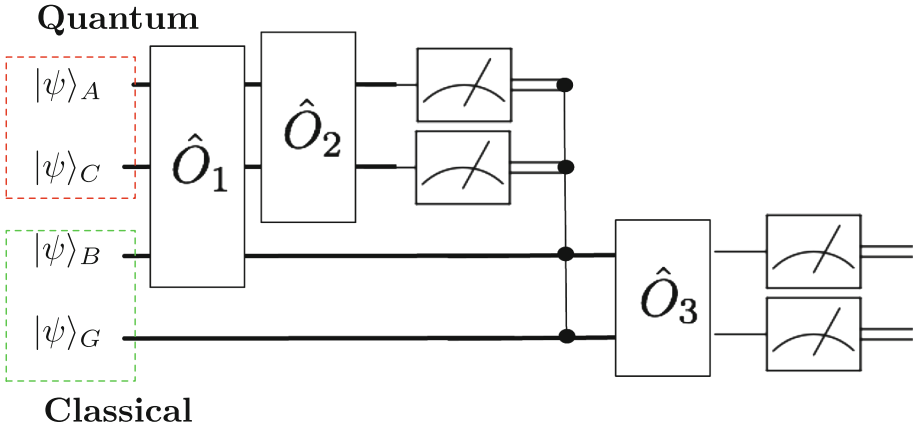 Quantum
|ψ⟩_A
|ψ⟩_C
|ψ⟩_B
|ψ⟩_G
Ô_1
Ô_2
Ô_3
Classical